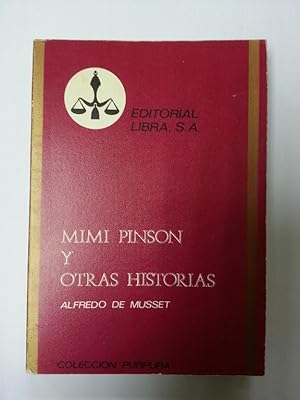 EDITORIAL
LIBRA, S.A.
MIMI PINSON
Y
OTRAS HISTORIAS
ALFREDO DE MUSSET
COLECCION PURPURA